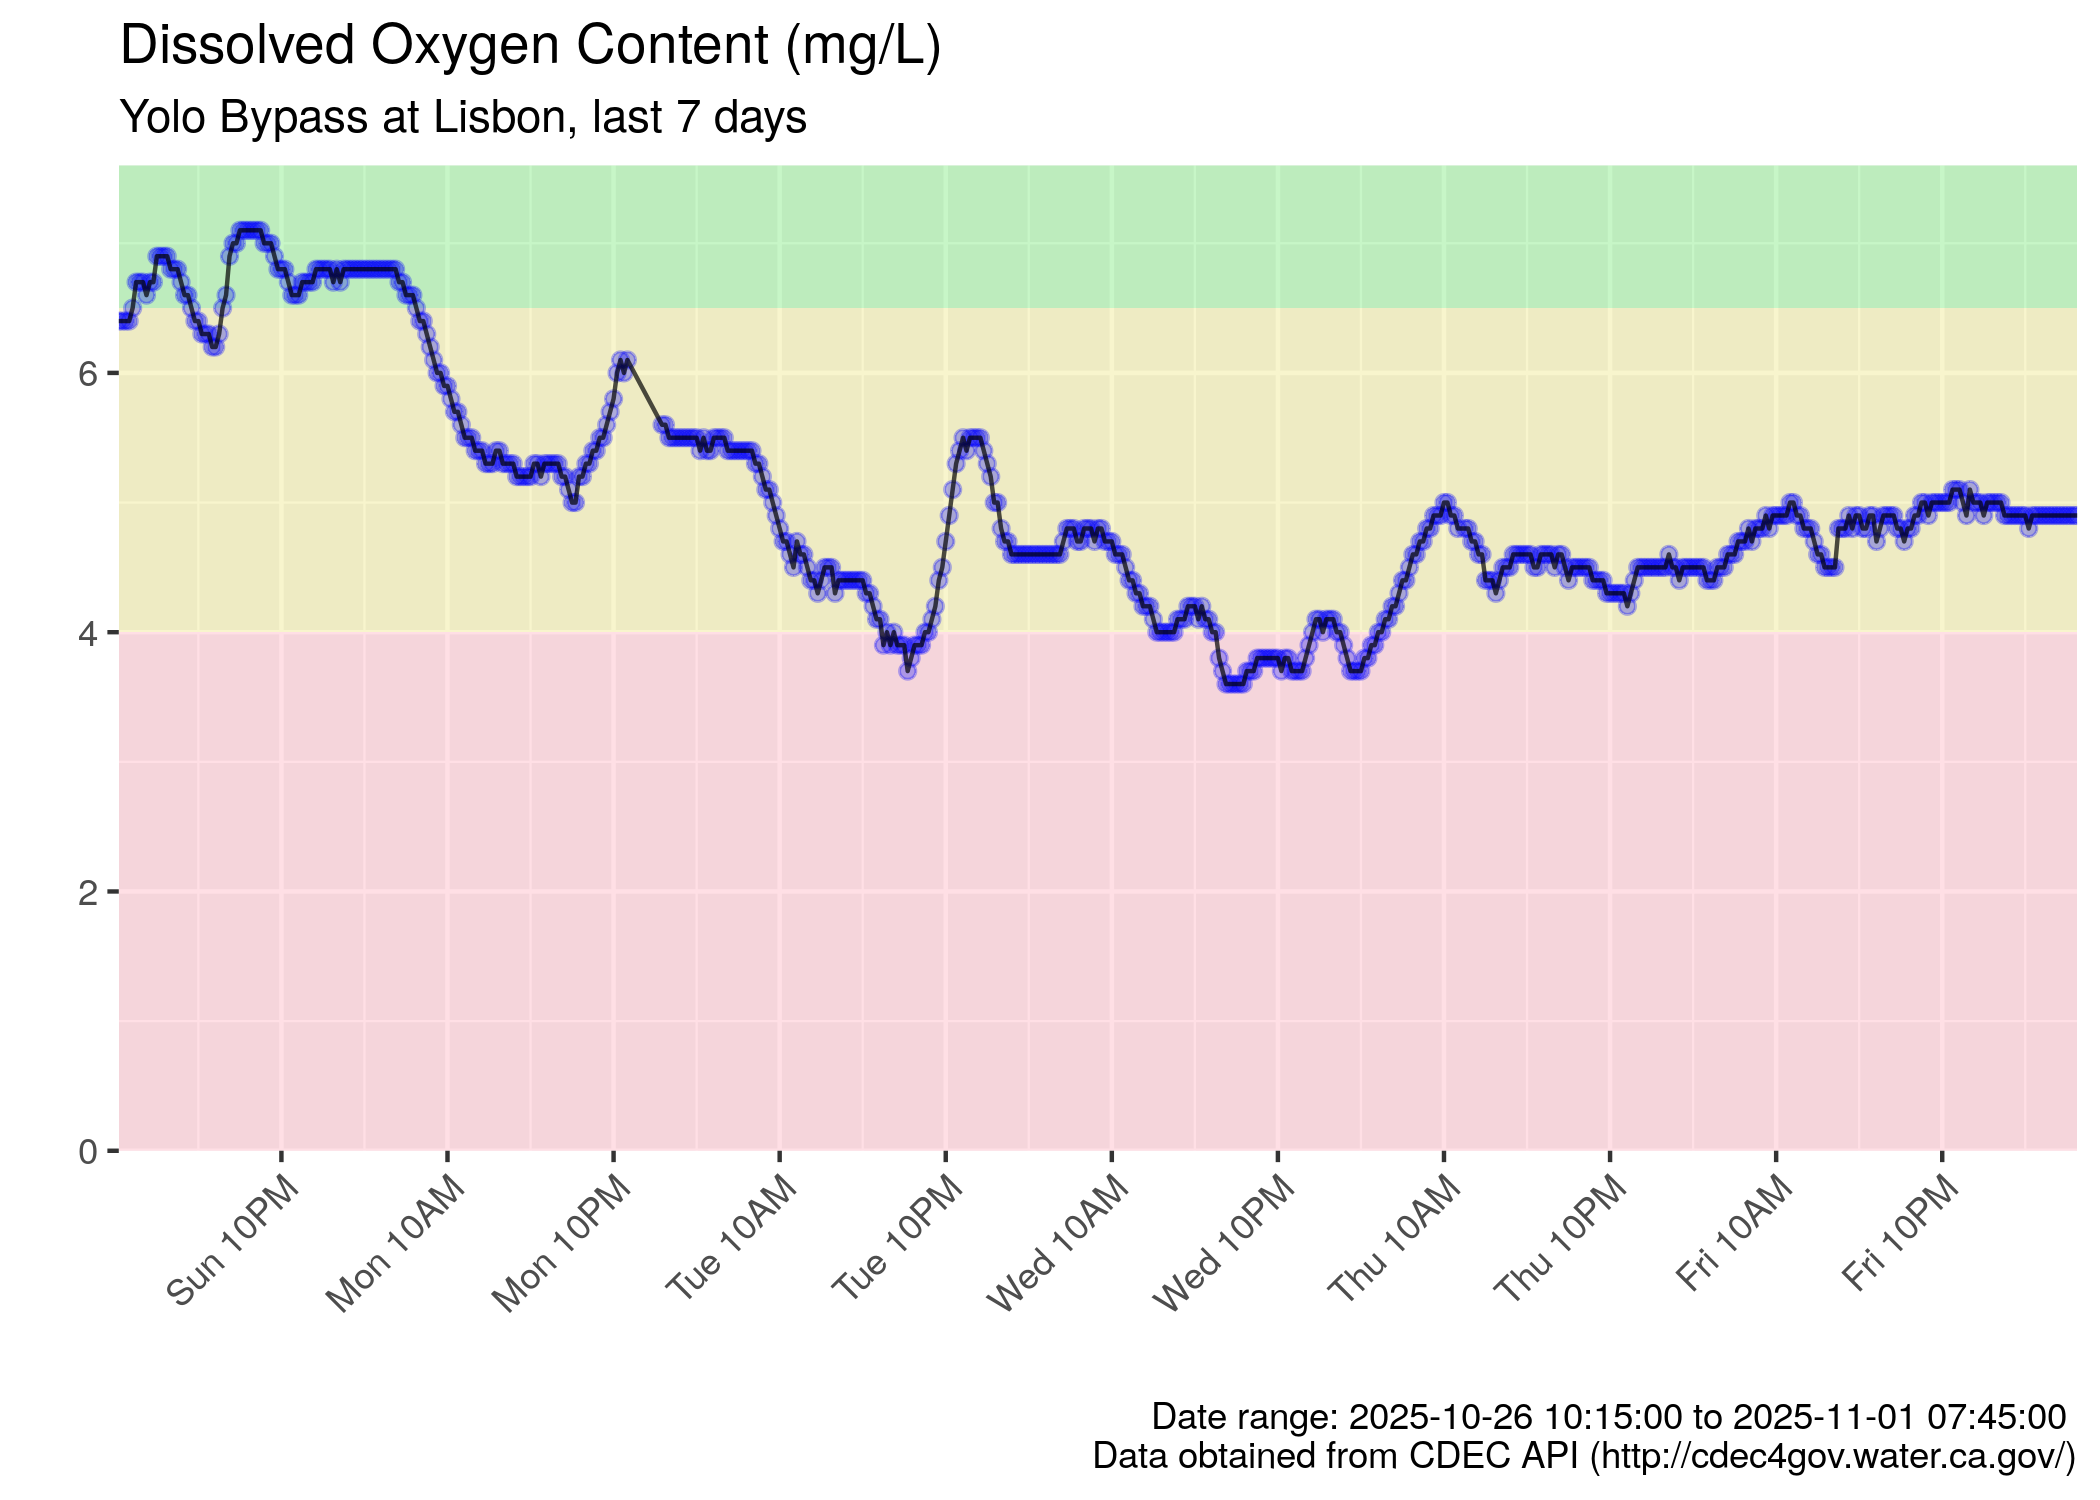 Dissolved Oxygen Content (mg/L)
Yolo Bypass at Lisbon, last 7 days
6
4
2
0
Sun 10PM
Mon 10AM
Mon 10PM
Tue 10AM
Tue 10PM
Wed 10AM
Wed 10PM
Thu 10AM
Thu 10PM
Fri 10AM
Fri 10PM
Date range: 2025-10-26 10:15:00 to 2025-11-01 07:45:00
Data obtained from CDEC API (http://cdec4gov.water.ca.gov/)